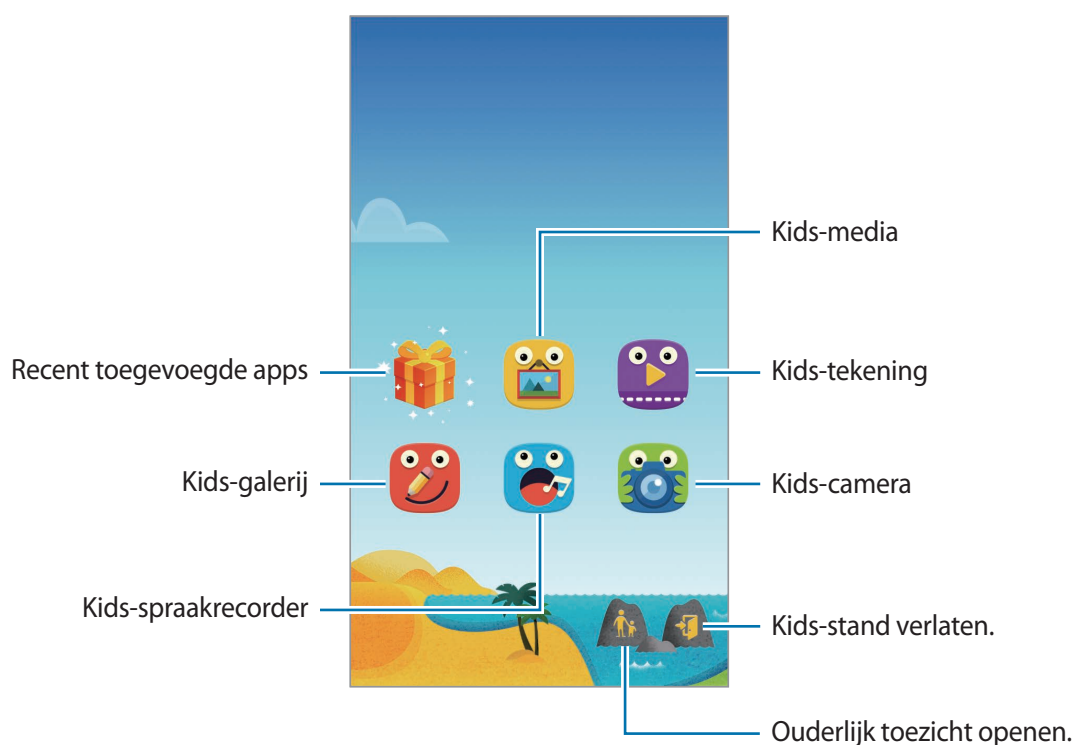 Kids-media
Recent toegevoegde apps
Kids-tekening
Kids-galerij
Kids-camera
Kids-spraakrecorder
Kids-stand verlaten.
Ouderlijk toezicht openen.